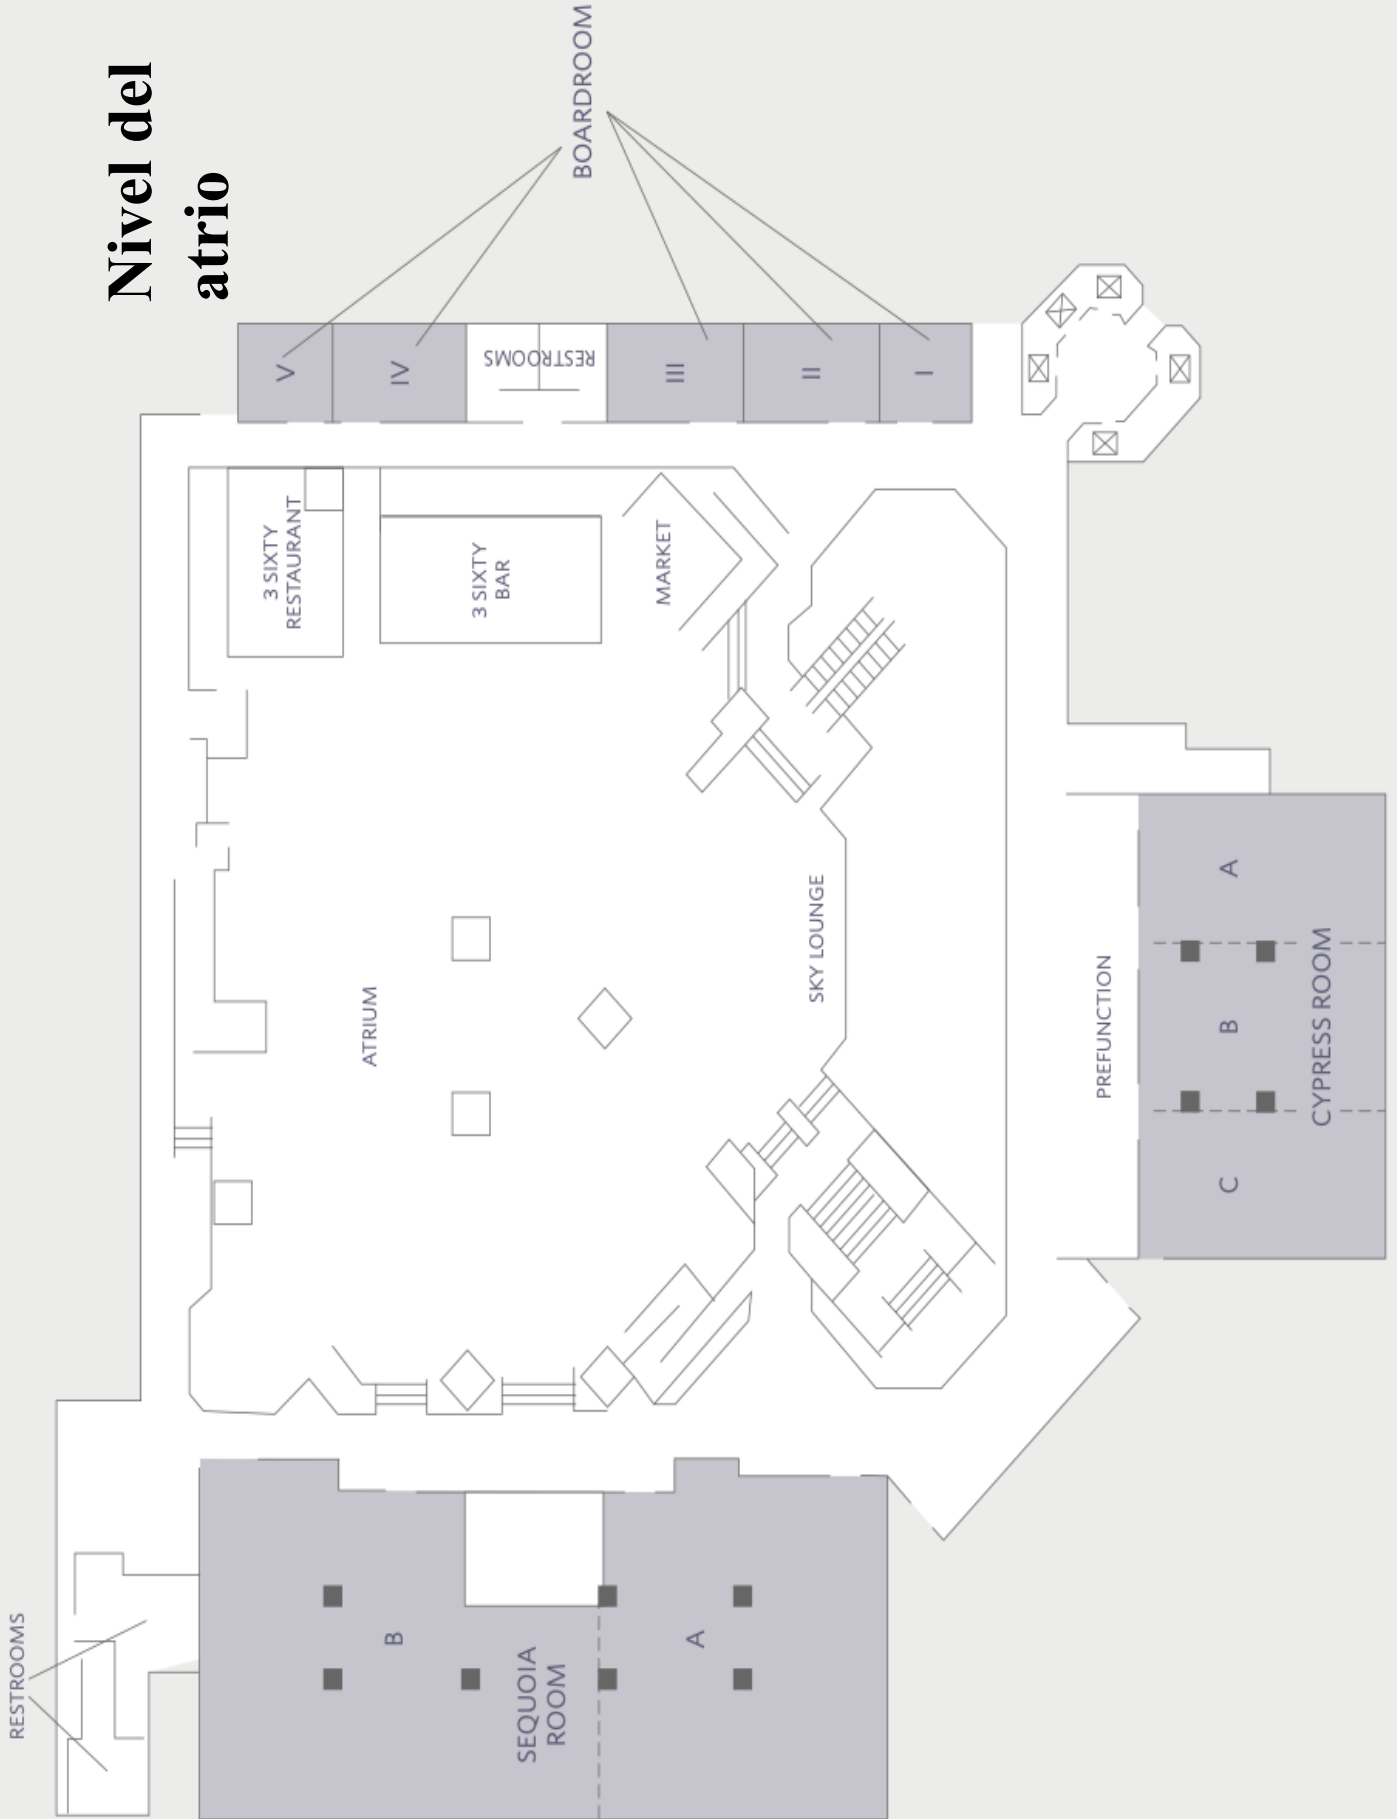 Nivel del
atrio
BOARDROOM
V
IV
RESTROOMS
III
II
I
3 SIXTY
RESTAURANT
3 SIXTY
BAR
MARKET
ATRIUM
SKY LOUNGE
PREFUNCTION
A
B
C
CYPRESS ROOM
RESTROOMS
B
A
SEQUOIA
ROOM